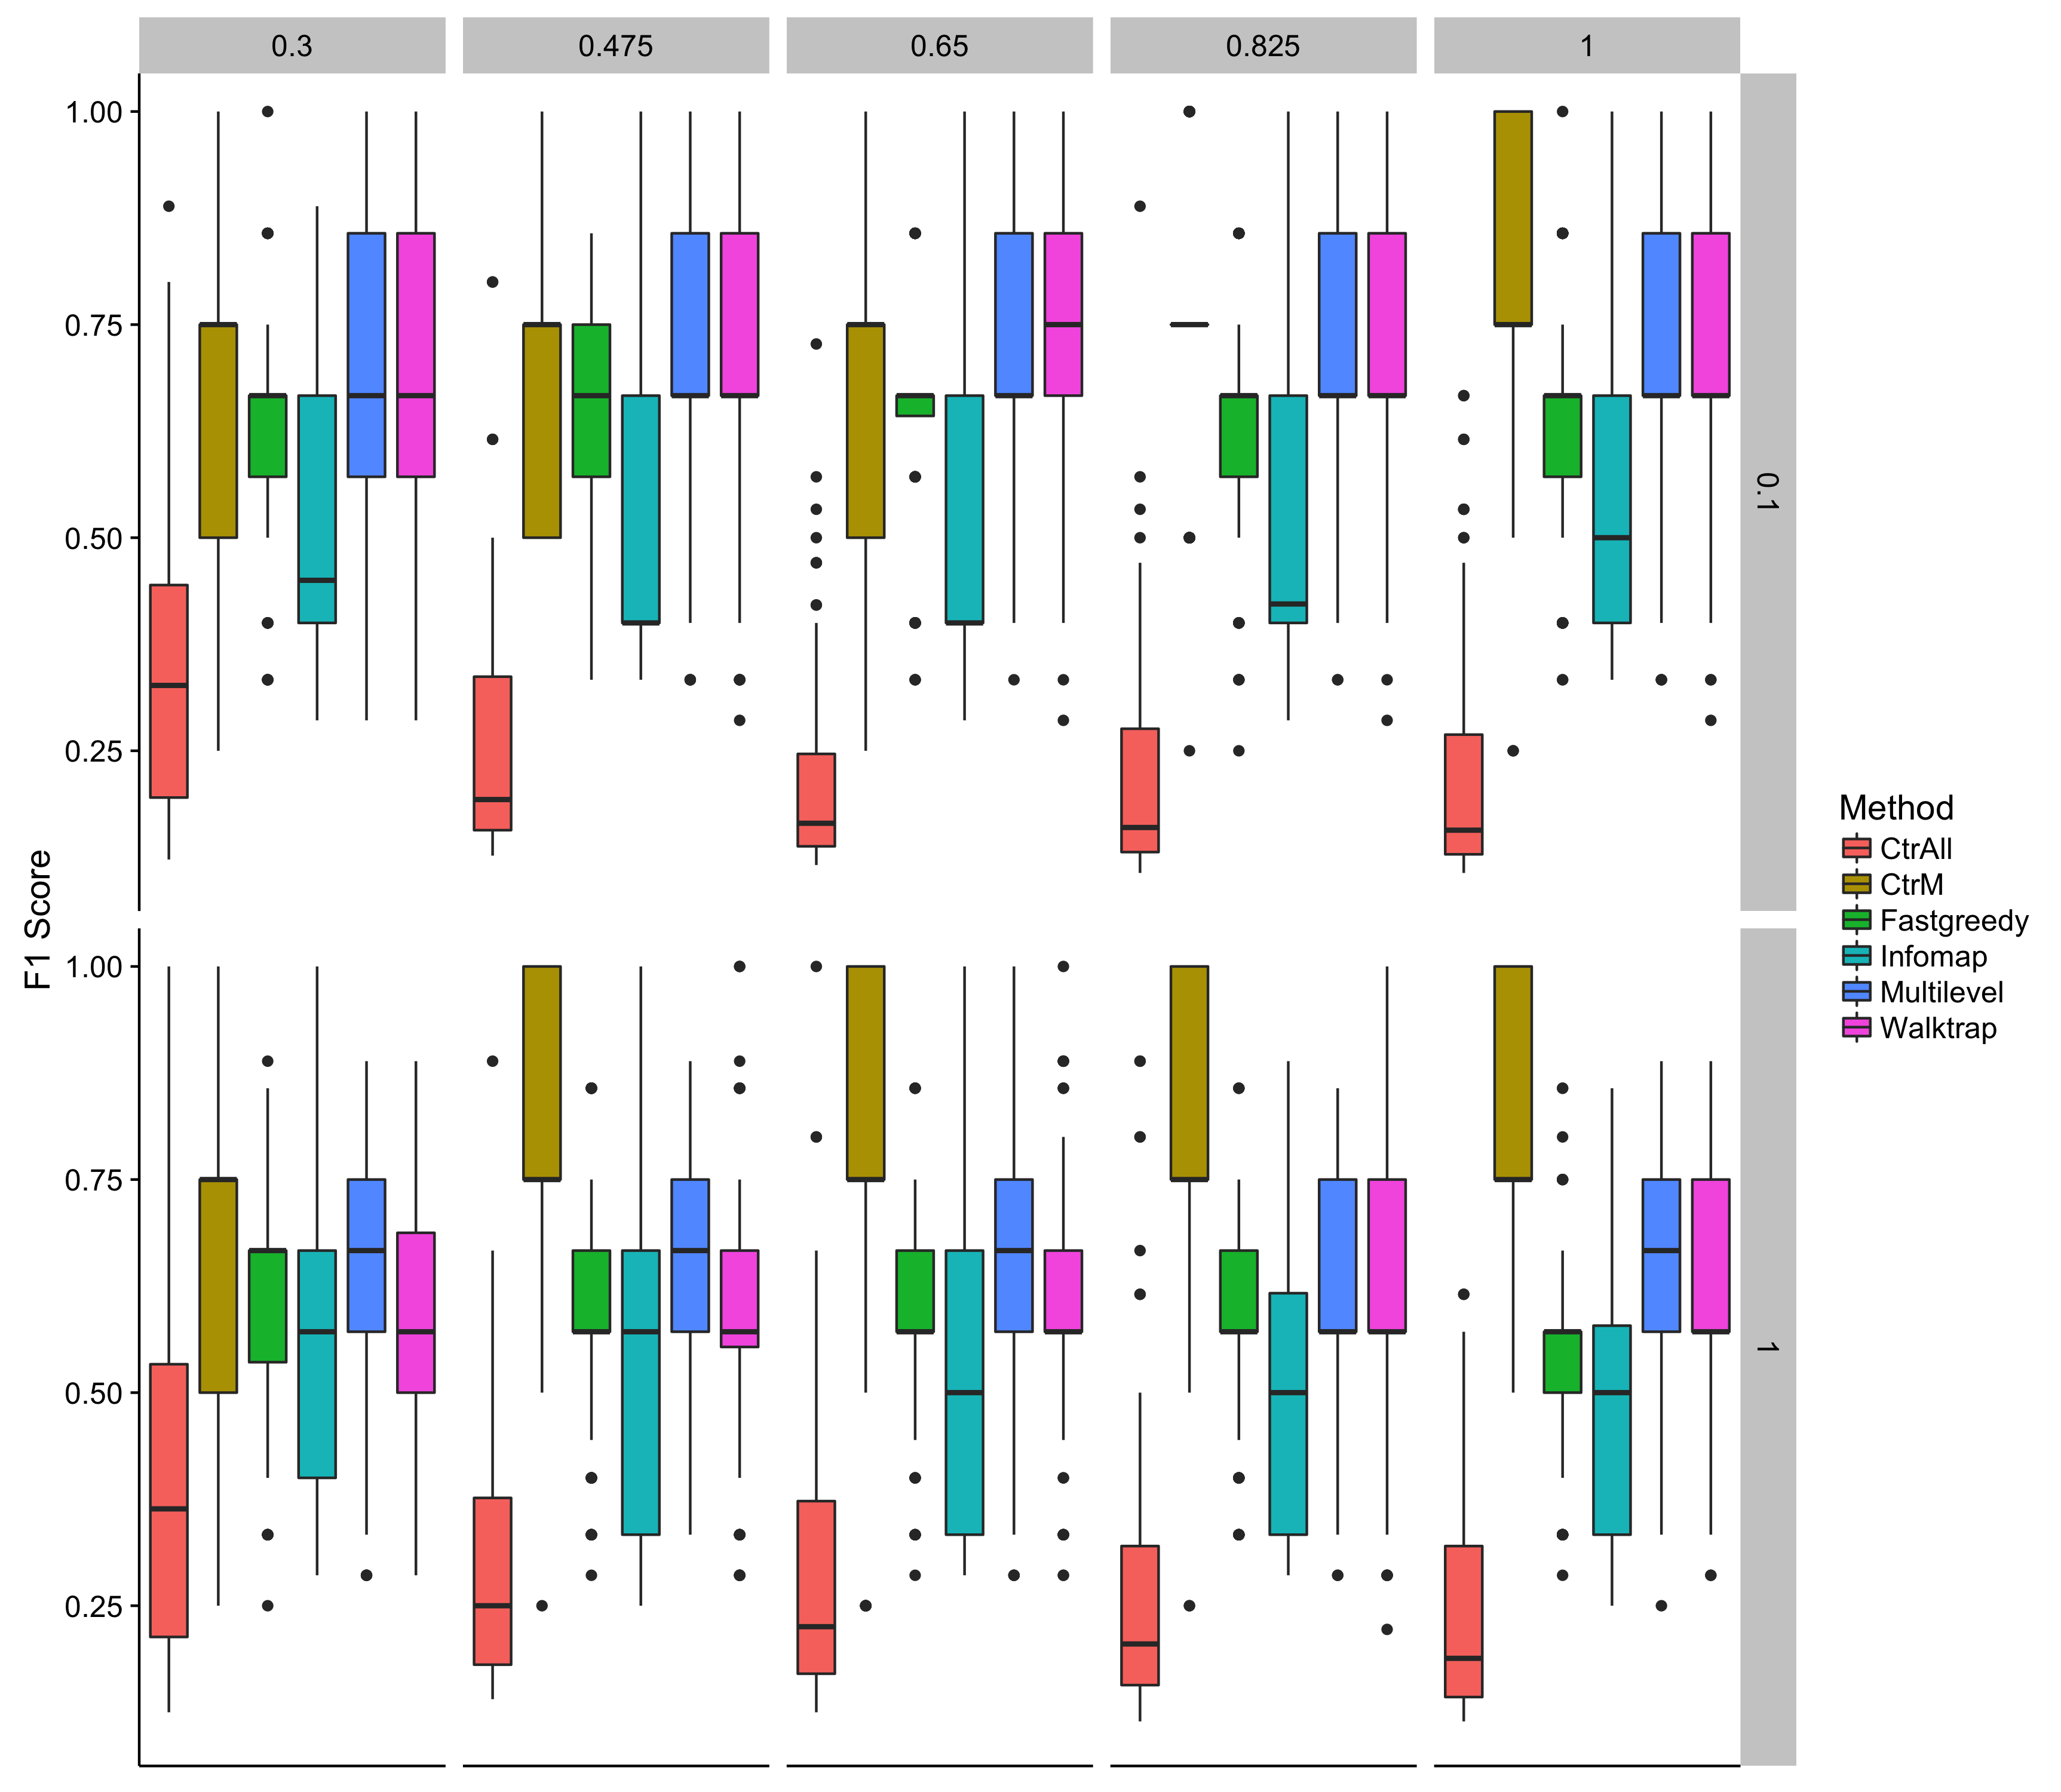 0.3 0.475 0.65 0.825 1
1.00
0.75
0.50
0.25
0.1
1.00
0.75
0.50
0.25
1
F1 Score
Method
CtrAll
CtrM
Fastgreedy
Infomap
Multilevel
Walktrap